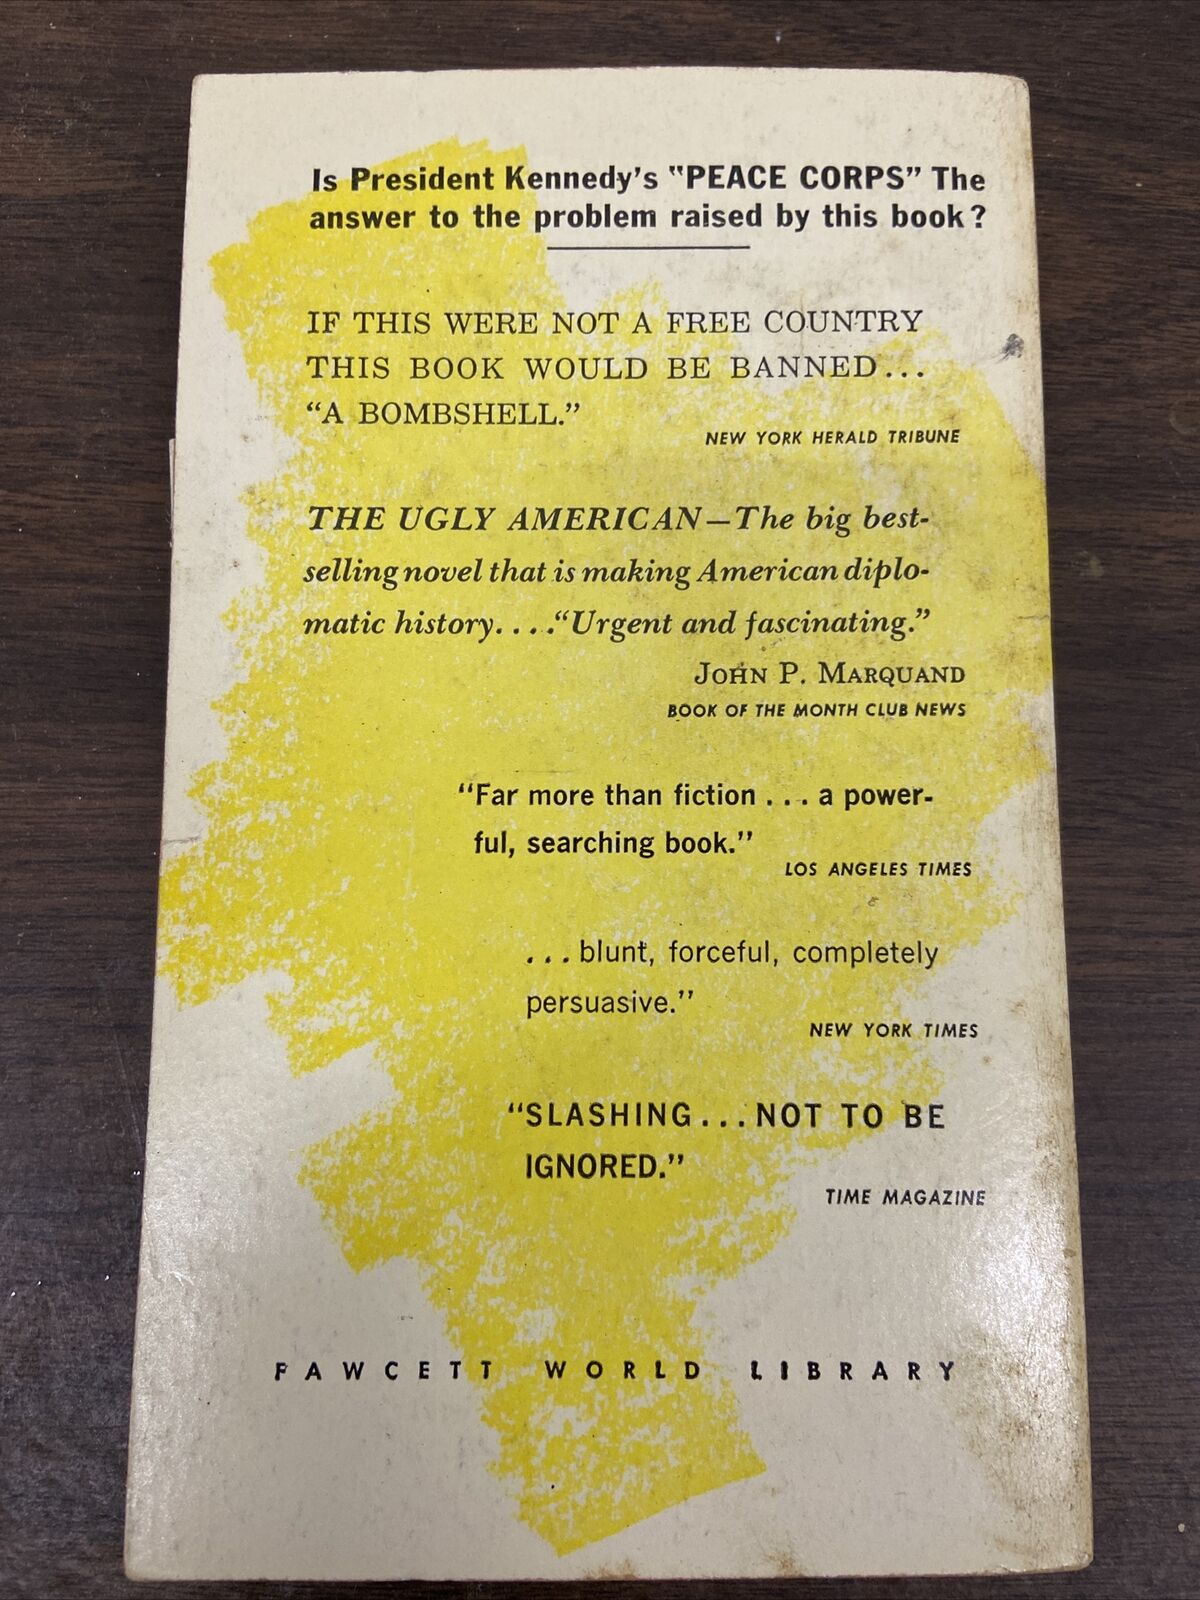 Is President Kennedy's "PEACE CORPS" The
answer to the problem raised by this book?
IF THIS WERE NOT A FREE COUNTRY
THIS BOOK WOULD BE BANNED...
“A BOMBSHELL.”
NEW YORK HERALD TRIBUNE
THE UGLY AMERICAN—The big best-
selling novel that is making American diplo-
matic history. . . .“Urgent and fascinating.”
JOHN P. MARQUAND
BOOK OF THE MONTH CLUB NEWS
“Far more than fiction . . . a power-
ful, searching book.”
LOS ANGELES TIMES
...blunt, forceful, completely
persuasive.”
NEW YORK TIMES
“SLASHING...NOT TO BE
IGNORED.”
TIME MAGAZINE
FAWCETT WORLD LIBRARY